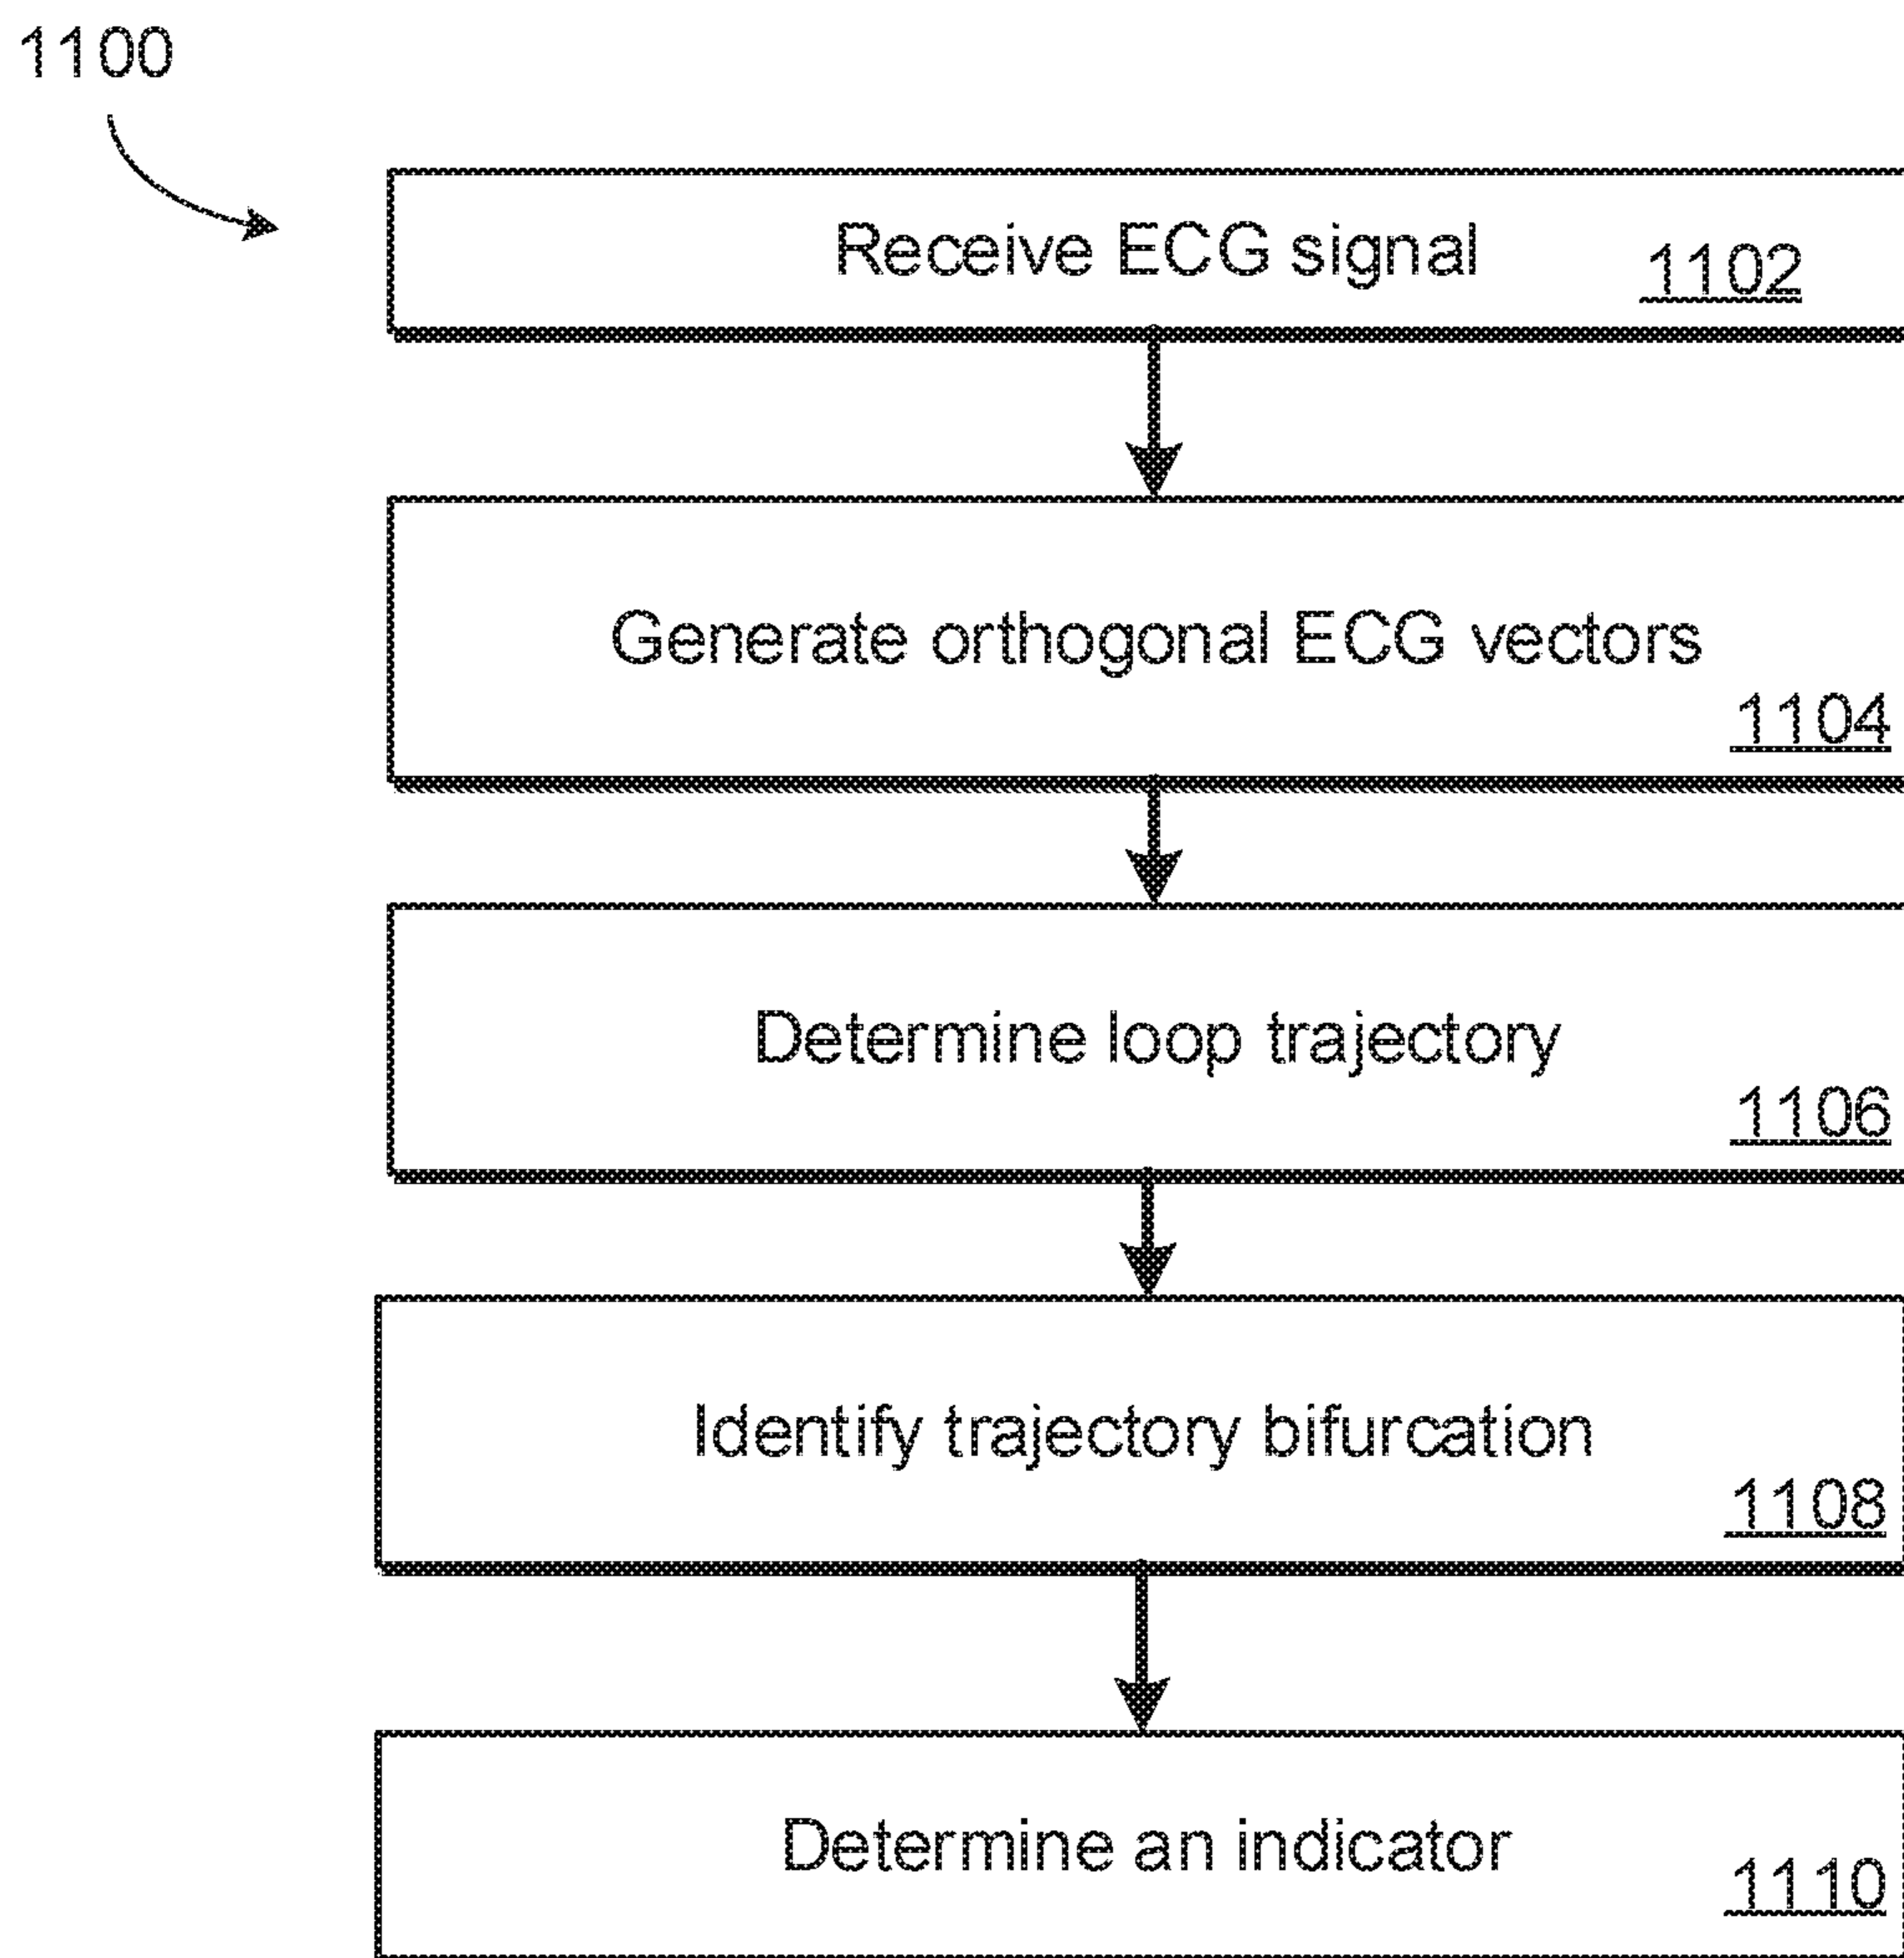 1100
Receive ECG signal
1102
Generate orthogonal ECG vectors
1104
Determine loop trajectory
1106
Identify trajectory bifurcation
1108
Determine an indicator
1110